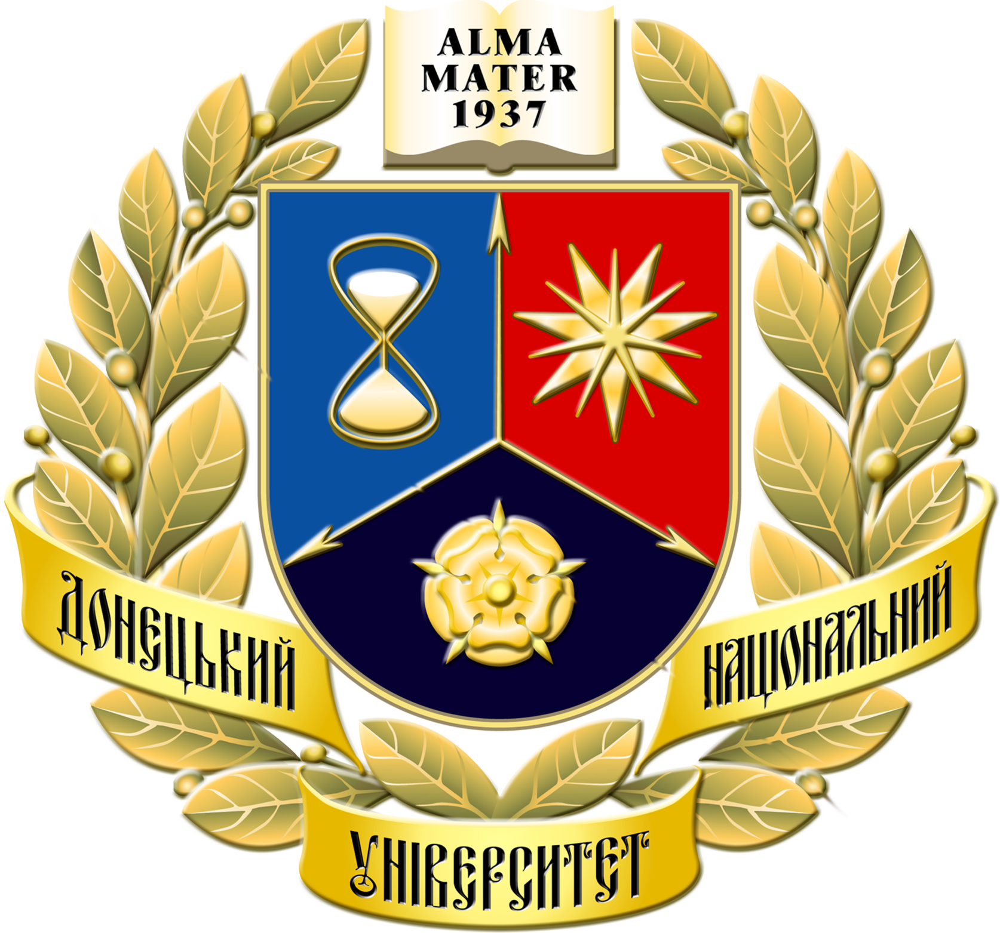 ALMA
MATER
1937
ДОНЕЦЬКИЙ
НАЦІОНАЛЬНИЙ
УНІВЕРСИТЕТ